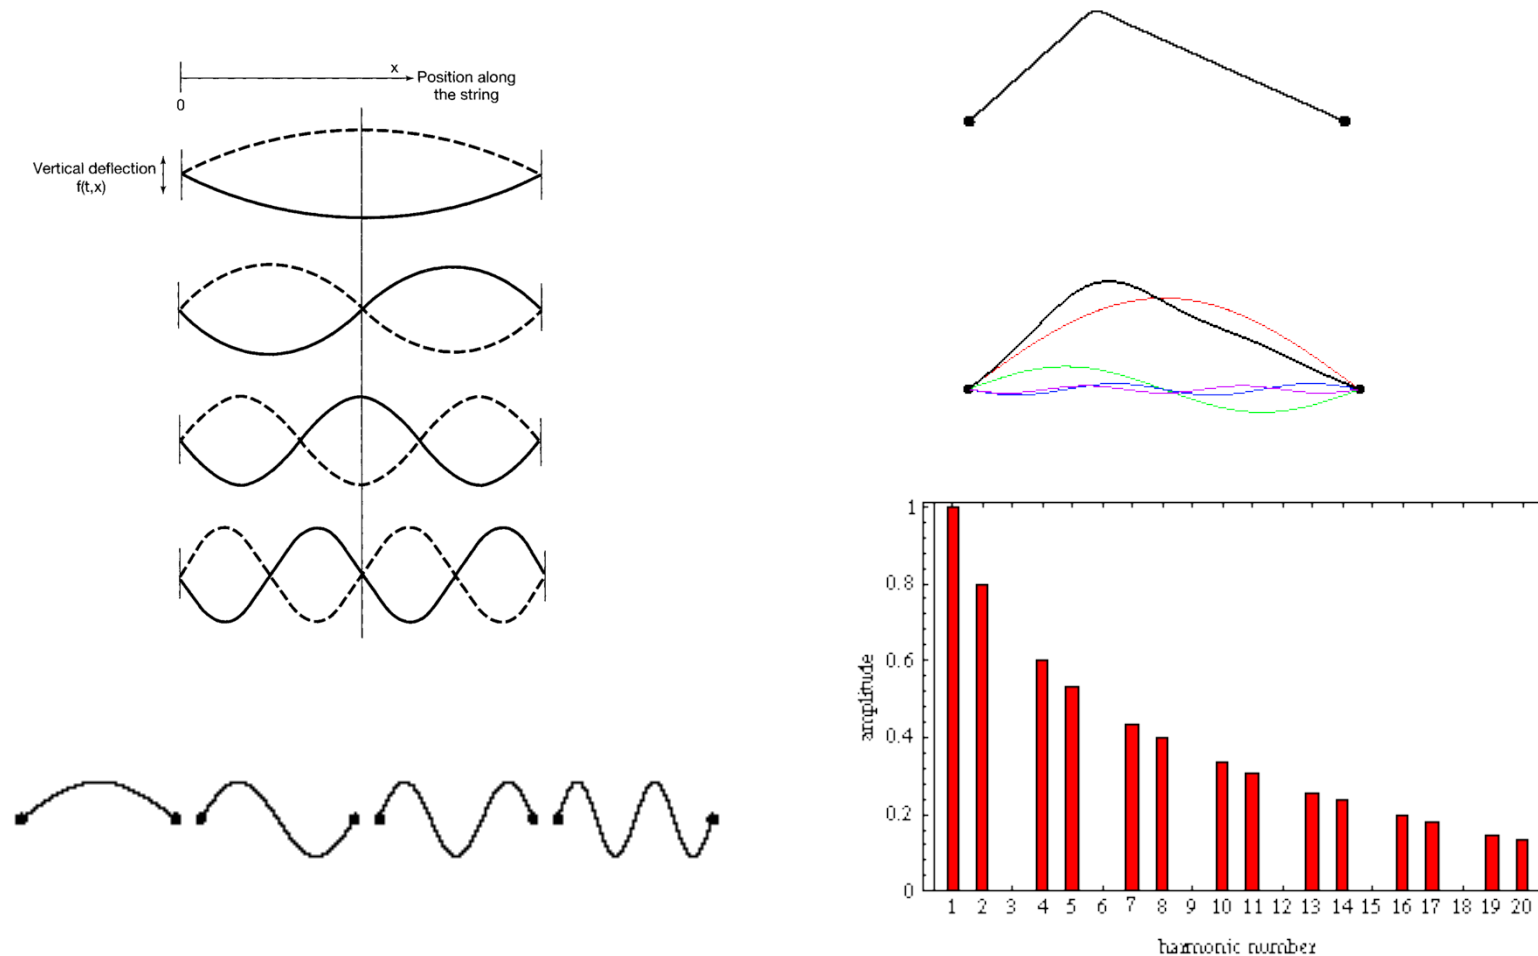 x
Position along
the string
0
Vertical deflection
f(t,x)
1
0.8
0.6
0.4
0.2
0
amplitude
1 2 3 4 5 6 7 8 9 10 11 12 13 14 15 16 17 18 19 20
harmonic number